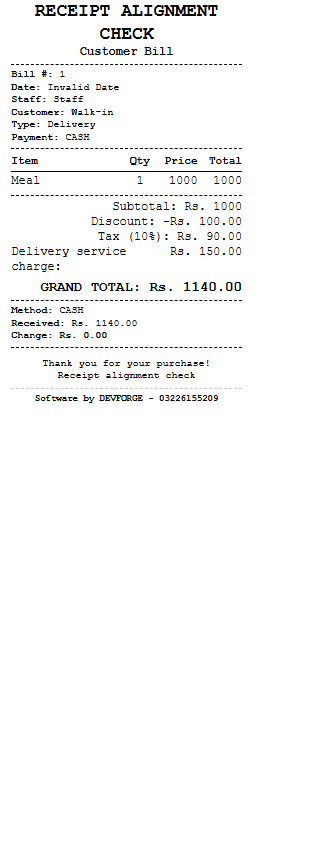 RECEIPT ALIGNMENT
CHECK
Customer Bill
Bill #: 1
Date: Invalid Date
Staff: Staff
Customer: Walk-in
Type: Delivery
Payment: CASH
Item Qty Price Total
Meal 1 1000 1000
Subtotal: Rs. 1000
Discount: -Rs. 100.00
Tax (10%): Rs. 90.00
Delivery service Rs. 150.00
charge:
GRAND TOTAL: Rs. 1140.00
Method: CASH
Received: Rs. 1140.00
Change: Rs. 0.00
Thank you for your purchase!
Receipt alignment check
Software by DEVFORGE - 03226155209